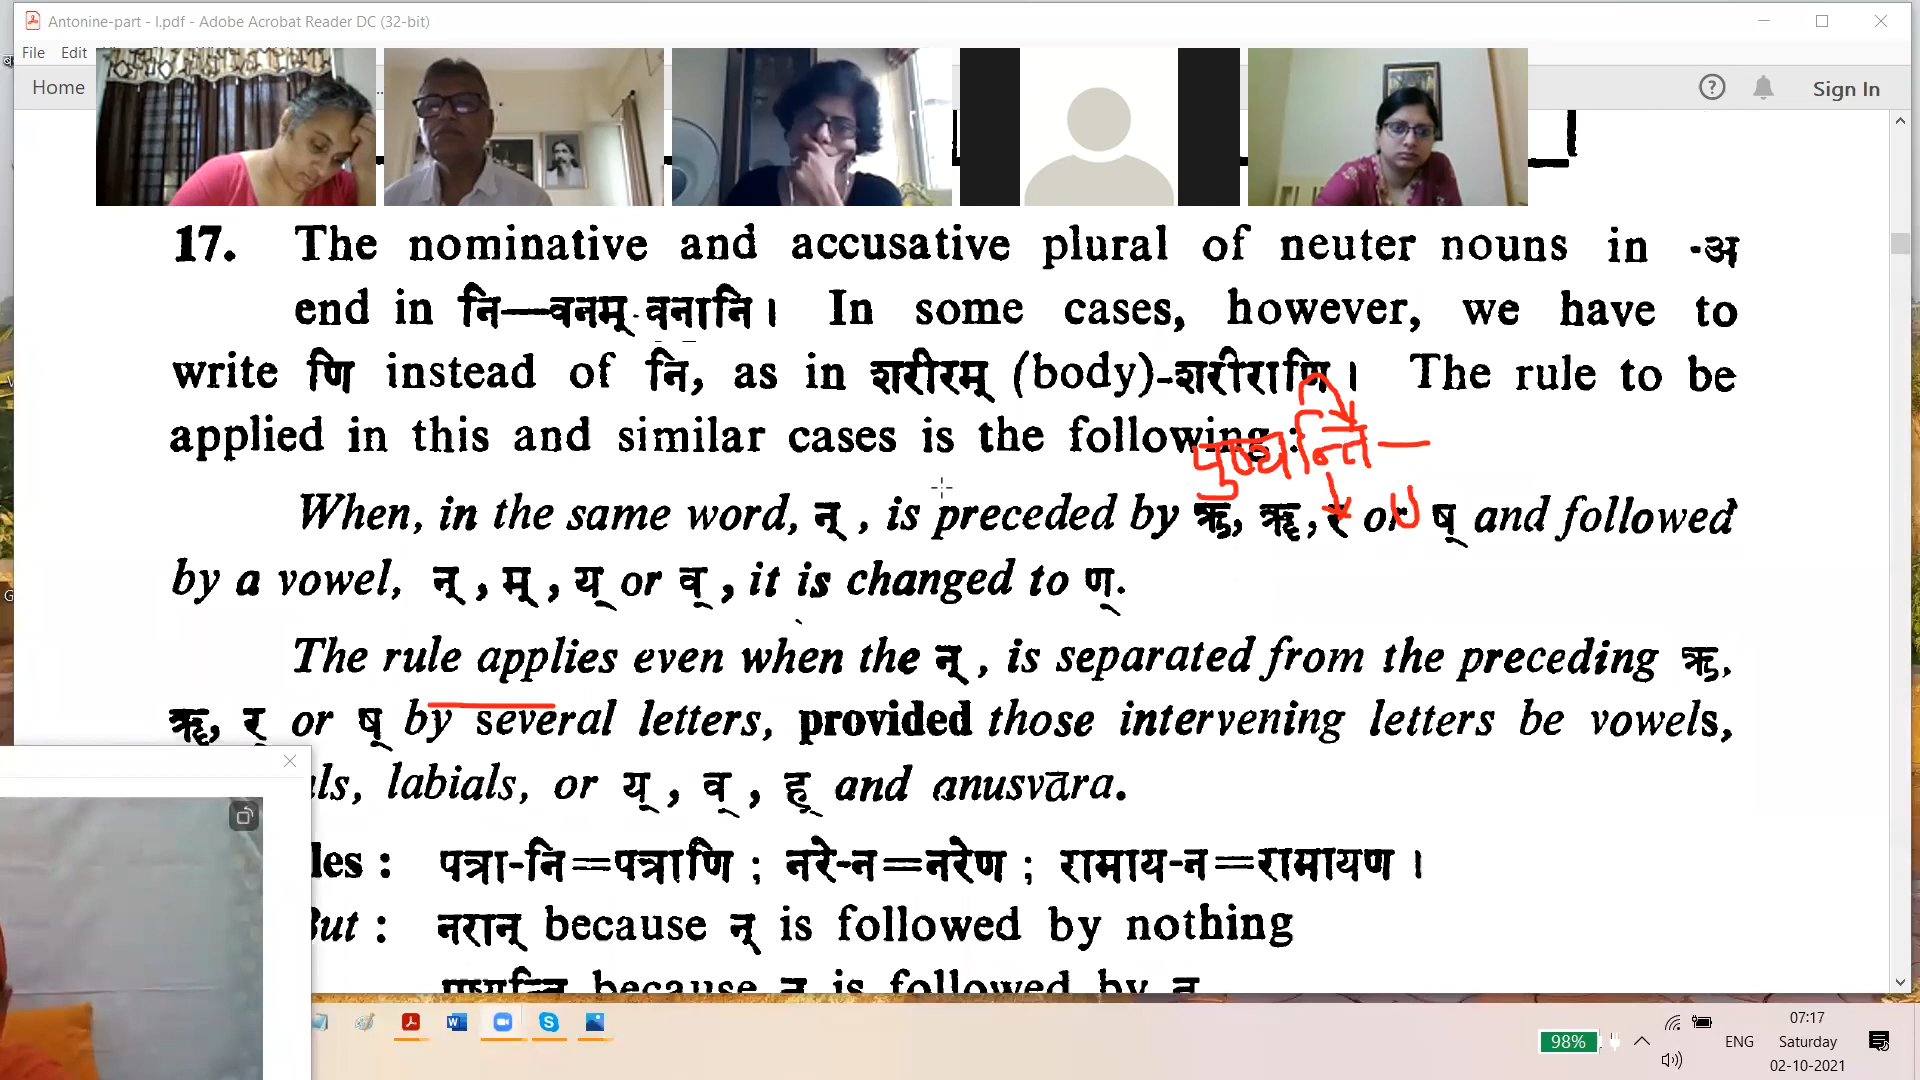 Antonine-part - I.pdf - Adobe Acrobat Reader DC (32-bit)
File Edit
Home
Sign In
17. The nominative and accusative plural of neuter nouns in -अ
end in नि—वनम्-वनानि। In some cases, however, we have to
write णि instead of नि, as in शरीरम् (body)-शरीराणि। The rule to be
applied in this and similar cases is the following:
पुष्यन्ति —
When, in the same word, न्, is preceded by ऋ, ॠ, र् or ष् and followed
by a vowel, न्, म्, य् or व्, it is changed to ण्.
The rule applies even when the न्, is separated from the preceding ऋ,
ॠ, र् or ष् by several letters, provided those intervening letters be vowels,
ls, labials, or य्, व्, ह् and anusvāra.
les : पत्रा-नि=पत्राणि ; नरे-न=नरेण ; रामाय-न=रामायण ।
But : नरान् because न् is followed by nothing
पुष्यन्ति because न् is followed by त्
98%
ENG
07:17
Saturday
02-10-2021